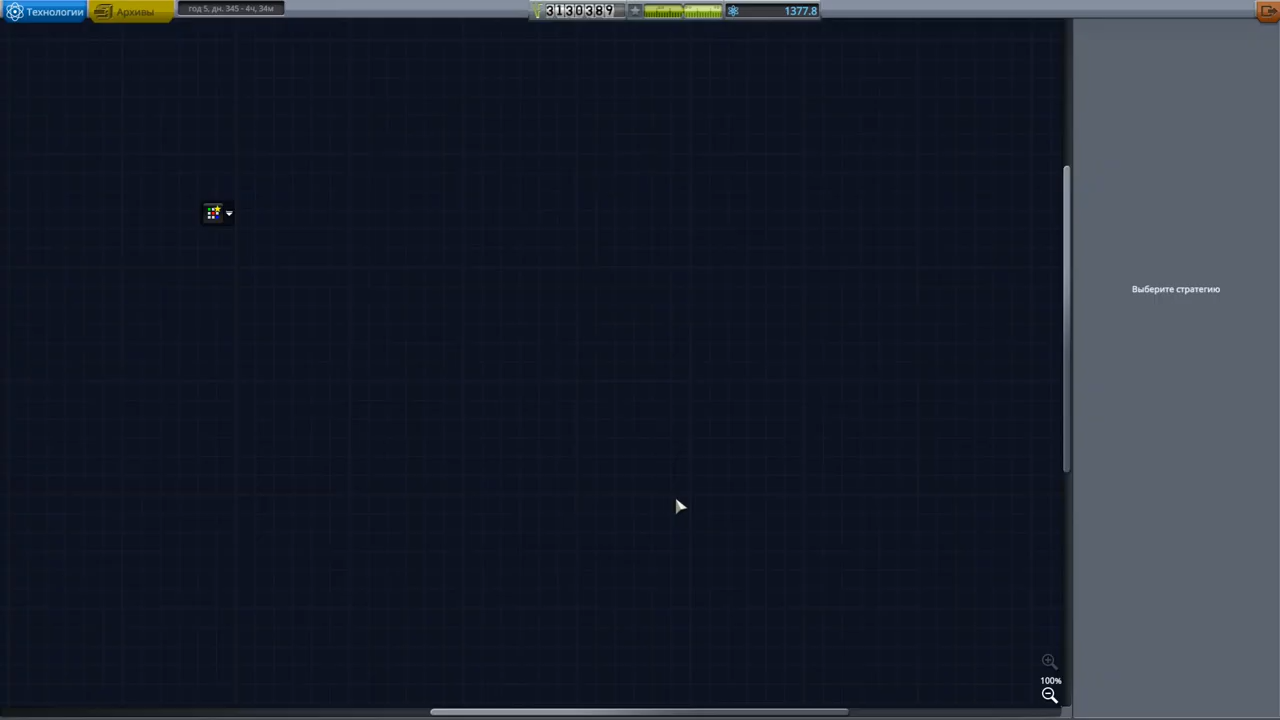 Технологии
Архивы
год 5, дн. 345 - 4ч, 34м
3130389
1377.8
Выберите стратегию
100%